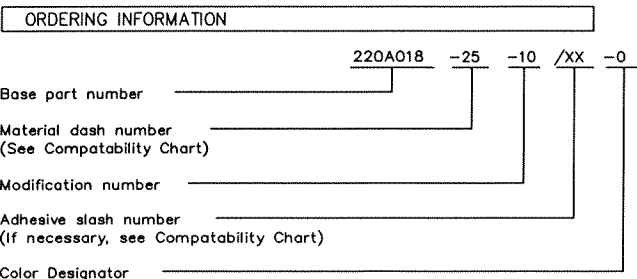 ORDERING INFORMATION
220A018 -25 -10 /XX -0
Base part number
Material dash number
(See Compatability Chart)
Modification number
Adhesive slash number
(If necessary, see Compatability Chart)
Color Designator